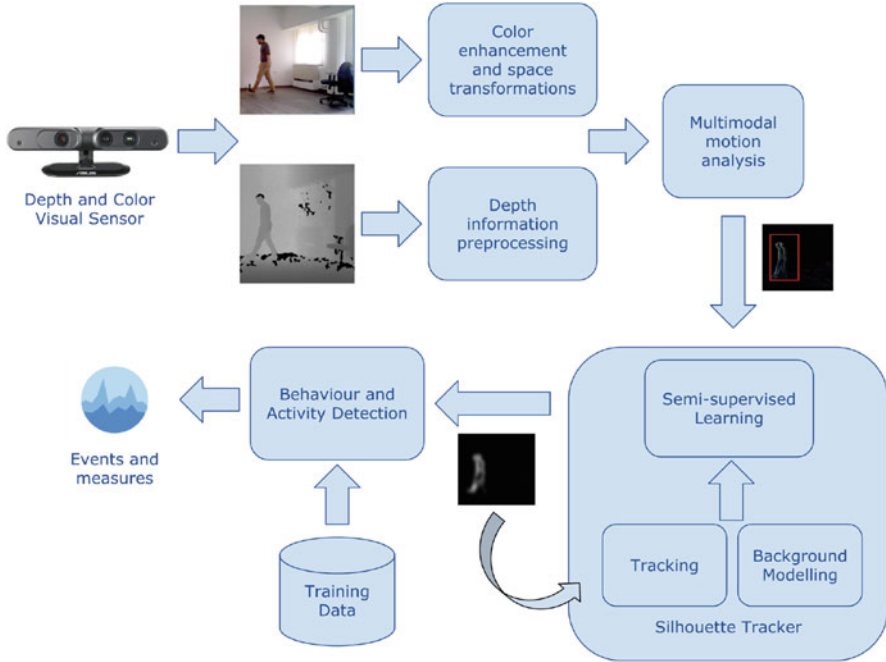 Color
enhancement
and space
transformations
Multimodal
motion
analysis
ASUS
Depth and Color
Visual Sensor
Depth
information
preprocessing
Behaviour and
Activity Detection
Semi-supervised
Learning
Events and
measures
Tracking
Background
Modelling
Training
Data
Silhouette Tracker